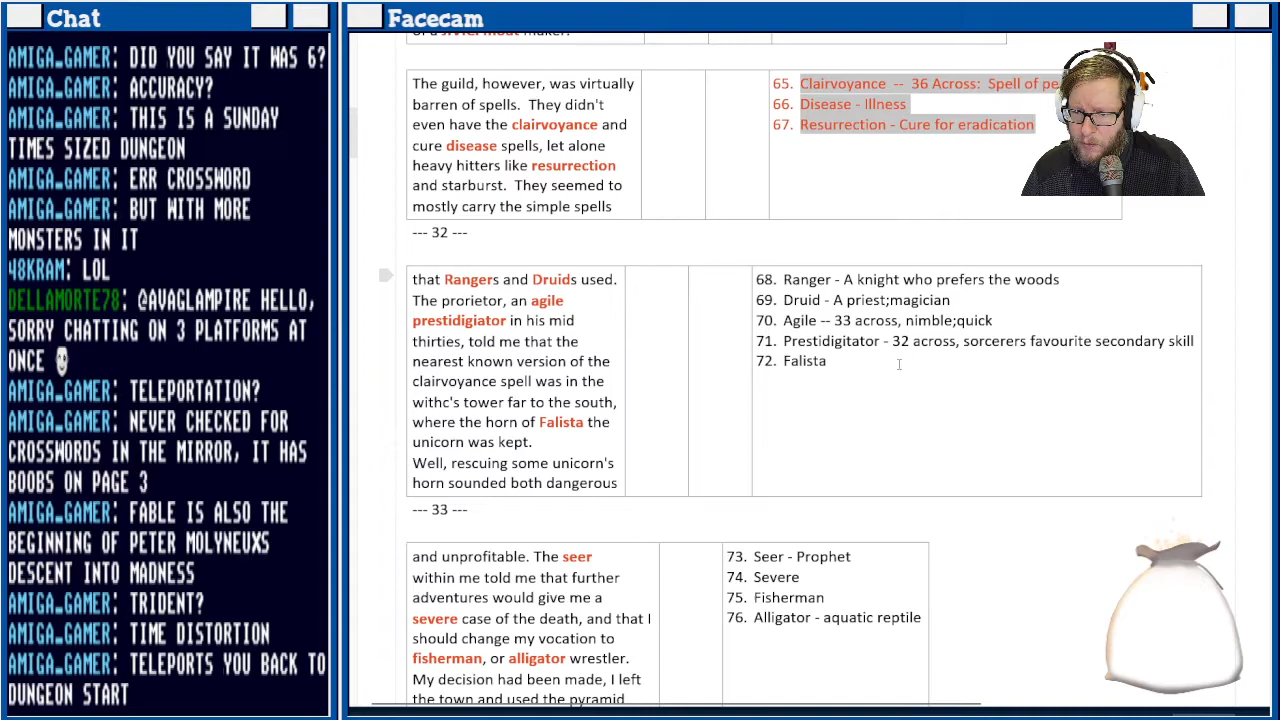 Chat
AMIGA_GAMER: DID YOU SAY IT WAS 6?
AMIGA_GAMER: ACCURACY?
AMIGA_GAMER: THIS IS A SUNDAY
TIMES SIZED DUNGEON
AMIGA_GAMER: ERR CROSSWORD
AMIGA_GAMER: BUT WITH MORE
MONSTERS IN IT
48KRAM: LOL
DELLAMORTE78: @AVAGLAMPIRE HELLO,
SORRY CHATTING ON 3 PLATFORMS AT
ONCE
AMIGA_GAMER: TELEPORTATION?
AMIGA_GAMER: NEVER CHECKED FOR
CROSSWORDS IN THE MIRROR, IT HAS
BOOBS ON PAGE 3
AMIGA_GAMER: FABLE IS ALSO THE
BEGINNING OF PETER MOLYNEUXS
DESCENT INTO MADNESS
AMIGA_GAMER: TRIDENT?
AMIGA_GAMER: TIME DISTORTION
AMIGA_GAMER: TELEPORTS YOU BACK TO
DUNGEON START
Facecam
The guild, however, was virtually
barren of spells. They didn't
even have the clairvoyance and
cure disease spells, let alone
heavy hitters like resurrection
and starburst. They seemed to
mostly carry the simple spells
65. Clairvoyance -- 36 Across: Spell of pe
66. Disease - Illness
67. Resurrection - Cure for eradication
--- 32 ---
that Rangers and Druids used.
The prorietor, an agile
prestidigiator in his mid
thirties, told me that the
nearest known version of the
clairvoyance spell was in the
withc's tower far to the south,
where the horn of Falista the
unicorn was kept.
Well, rescuing some unicorn's
horn sounded both dangerous
68. Ranger - A knight who prefers the woods
69. Druid - A priest;magician
70. Agile -- 33 across, nimble;quick
71. Prestidigitator - 32 across, sorcerers favourite secondary skill
72. Falista
--- 33 ---
and unprofitable. The seer
within me told me that further
adventures would give me a
severe case of the death, and that I
should change my vocation to
fisherman, or alligator wrestler.
My decision had been made, I left
the town and used the pyramid
73. Seer - Prophet
74. Severe
75. Fisherman
76. Alligator - aquatic reptile